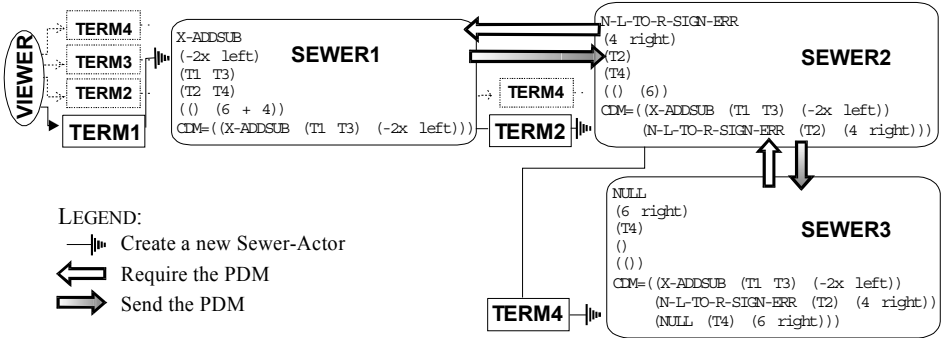 VIEWER
TERM4
TERM3
TERM2
TERM1
X-ADDSUB
SEWER1
(-2x left)
(T1 T3)
(T2 T4)
(() (6 + 4))
CDM=((X-ADDSUB (T1 T3) (-2x left)))
TERM4
TERM2
N-L-TO-R-SIGN-ERR
(4 right)
SEWER2
(T2)
(T4)
(() (6))
CDM=((X-ADDSUB (T1 T3) (-2x left)
(N-L-TO-R-SIGN-ERR (T2) (4 right)))
NULL
(6 right)
SEWER3
(T4)
()
(())
CDM=((X-ADDSUB (T1 T3) (-2x left)
(N-L-TO-R-SIGN-ERR (T2) (4 right))
(NULL (T4) (6 right)))
TERM4
LEGEND:
Create a new Sewer-Actor
Require the PDM
Send the PDM